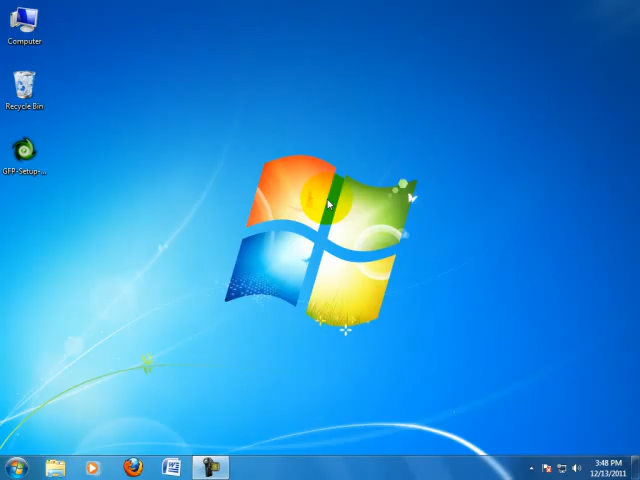 Computer
Recycle Bin
GFP-Setup-...
3:48 PM
12/13/2011